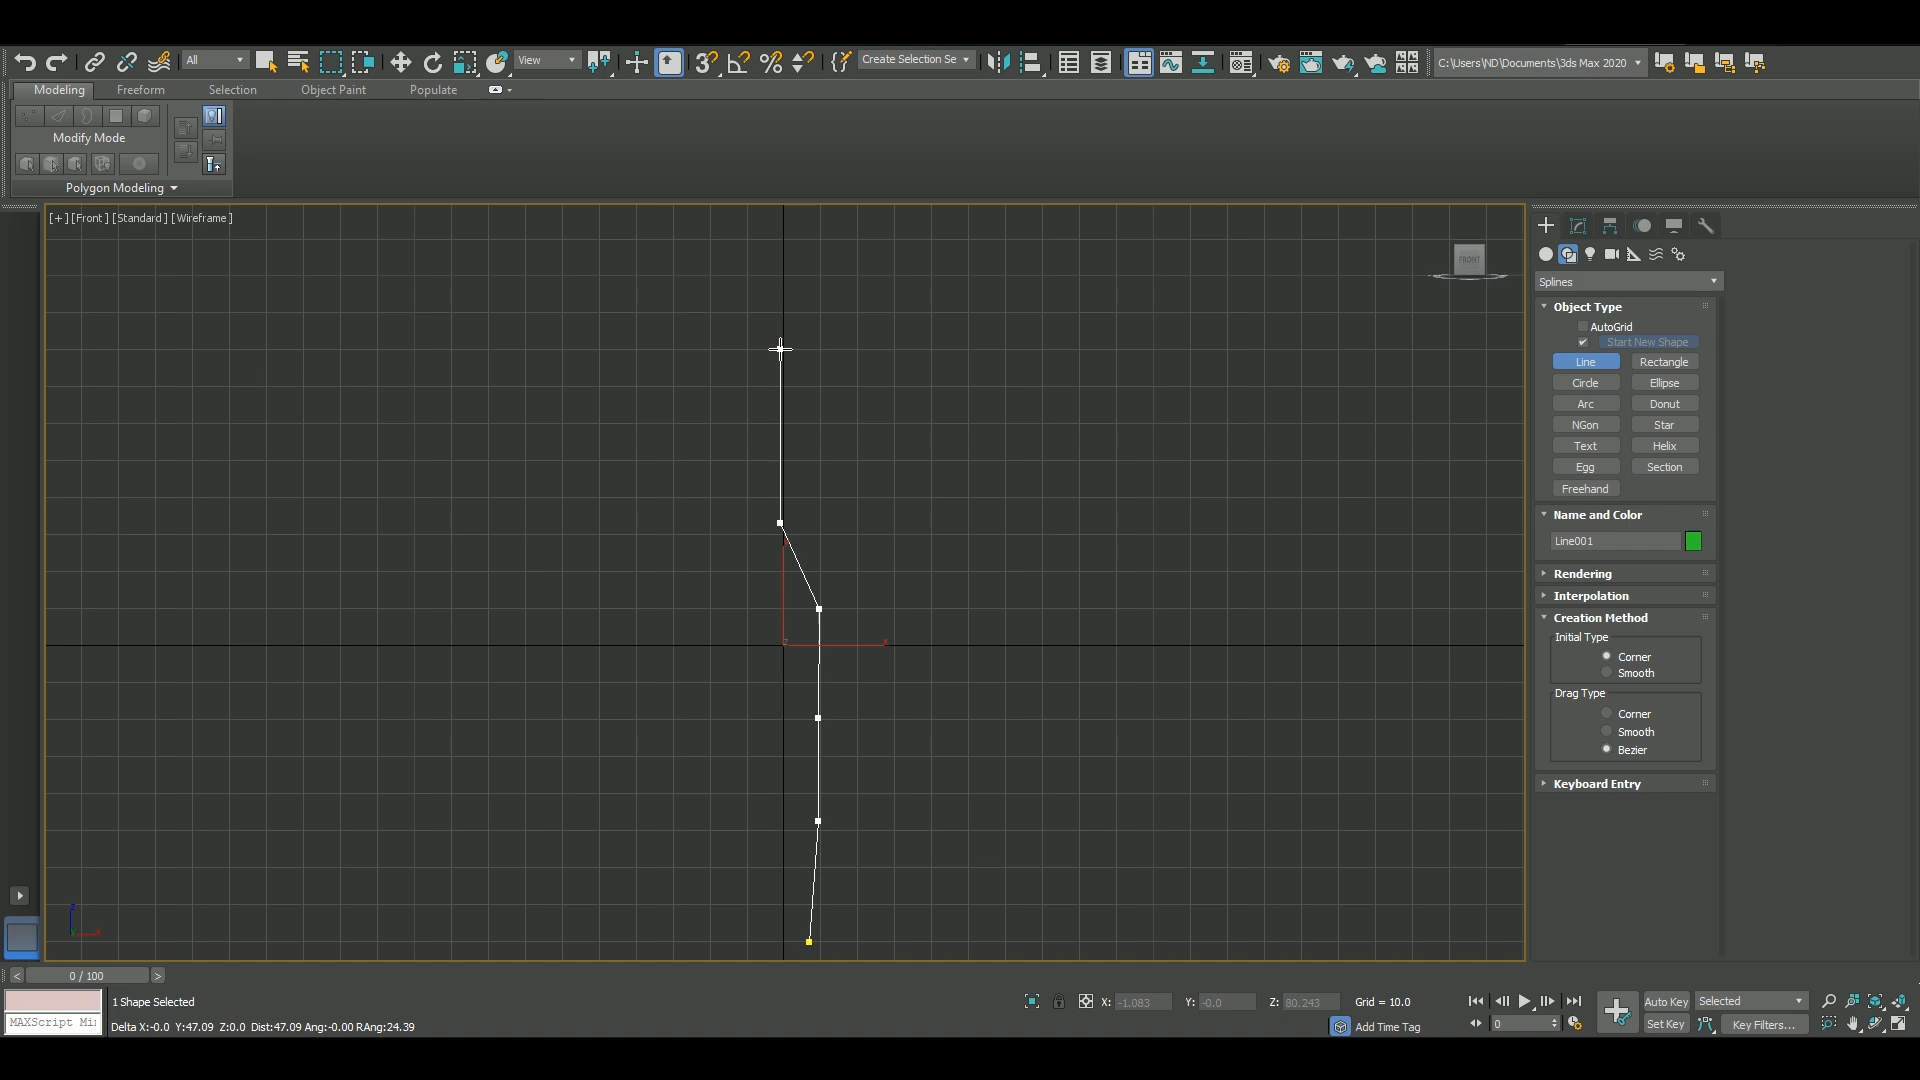 All
View
3
Create Selection Se
C:\Users\ND\Documents\3ds Max 2020
Modeling Freeform Selection Object Paint Populate
Modify Mode
Polygon Modeling
[+] [Front] [Standard] [Wireframe]
FRONT
Splines
Object Type
AutoGrid
Start New Shape
Line Rectangle
Circle Ellipse
Arc Donut
NGon Star
Text Helix
Egg Section
Freehand
Name and Color
Line001
Rendering
Interpolation
Creation Method
Initial Type
Corner
Smooth
Drag Type
Corner
Smooth
Bezier
Keyboard Entry
z
x
z
y x
< 0 / 100 >
MAXScript Mi
1 Shape Selected
X: -1.083 Y: -0.0 Z: 80.243 Grid = 10.0
Auto Key Selected
Delta X:-0.0 Y:47.09 Z:0.0 Dist:47.09 Ang:-0.00 RAng:24.39
Add Time Tag
0
Set Key Key Filters...